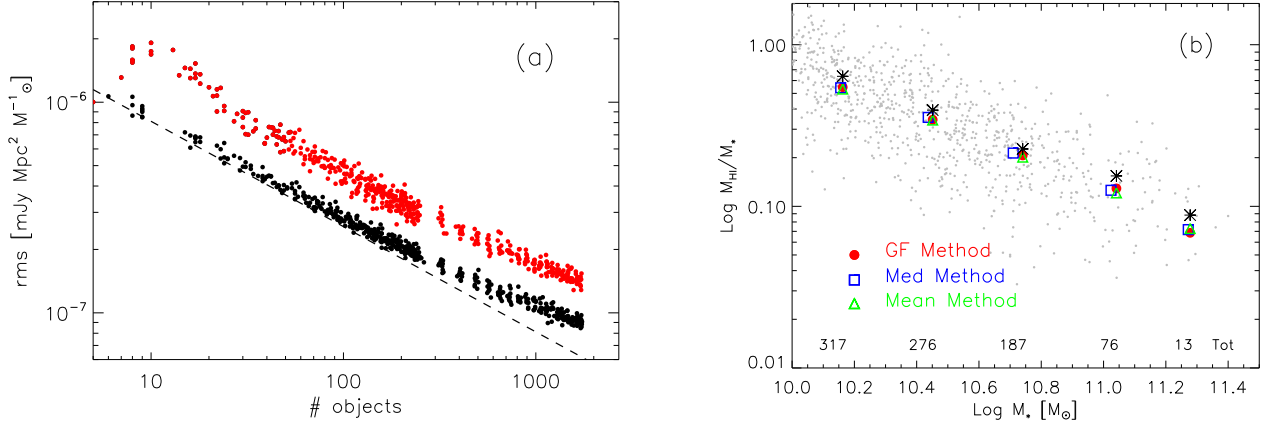 (a)
10⁻⁶
10⁻⁷
rms [mJy Mpc² M⁻¹☉]
10
100
1000
# objects
(b)
1.00
0.10
0.01
Log M_HI/M_*
GF Method
Med Method
Mean Method
317 276 187 76 13 Tot
10.0 10.2 10.4 10.6 10.8 11.0 11.2 11.4
Log M_* [M☉]